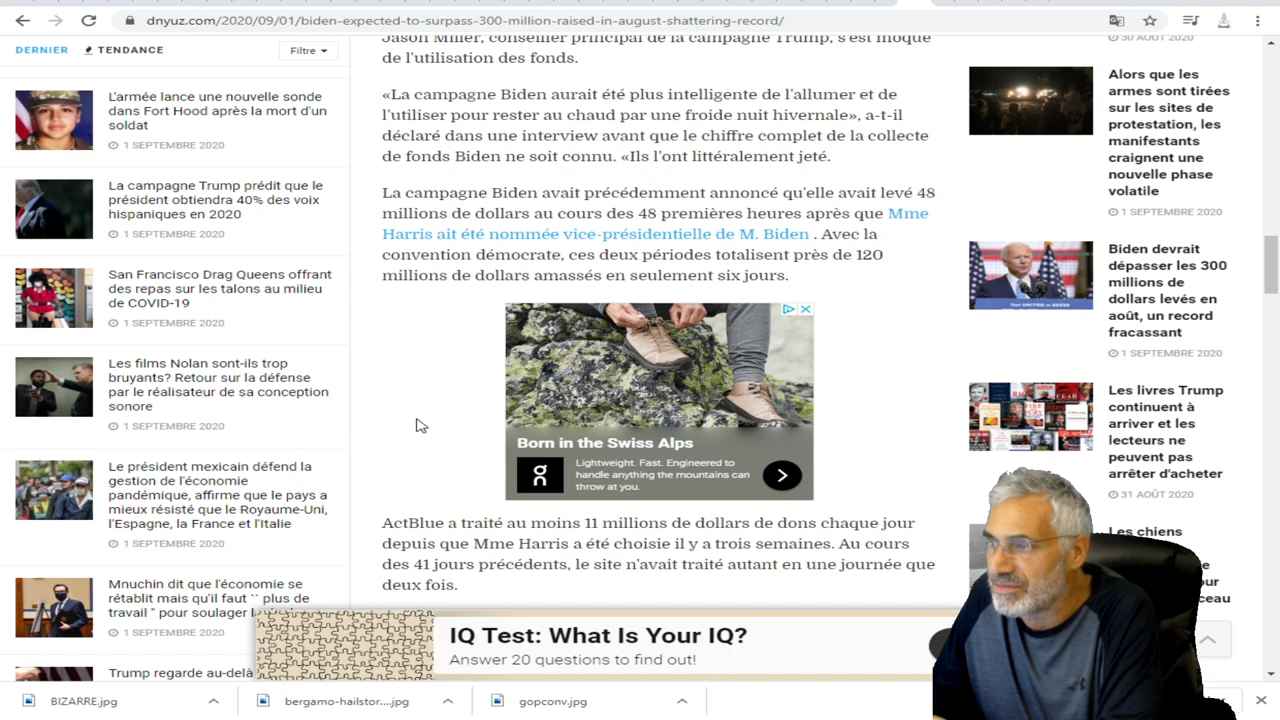 dnyuz.com/2020/09/01/biden-expected-to-surpass-300-million-raised-in-august-shattering-record/
DERNIER
TENDANCE
Filtre
L'armée lance une nouvelle sonde
dans Fort Hood après la mort d'un
soldat
1 SEPTEMBRE 2020
La campagne Trump prédit que le
président obtiendra 40% des voix
hispaniques en 2020
1 SEPTEMBRE 2020
San Francisco Drag Queens offrant
des repas sur les talons au milieu
de COVID-19
1 SEPTEMBRE 2020
Les films Nolan sont-ils trop
bruyants? Retour sur la défense
par le réalisateur de sa conception
sonore
1 SEPTEMBRE 2020
Le président mexicain défend la
gestion de l'économie
pandémique, affirme que le pays a
mieux résisté que le Royaume-Uni,
l'Espagne, la France et l'Italie
1 SEPTEMBRE 2020
Mnuchin dit que l'économie se
rétablit mais qu'il faut `` plus de
travail '' pour soulager
1 SEPTEMBRE 2020
Trump regarde au-delà
Jason Miller, conseiller principal de la campagne Trump, s'est moqué
de l'utilisation des fonds.
«La campagne Biden aurait été plus intelligente de l'allumer et de
l'utiliser pour rester au chaud par une froide nuit hivernale», a-t-il
déclaré dans une interview avant que le chiffre complet de la collecte
de fonds Biden ne soit connu. «Ils l'ont littéralement jeté.
La campagne Biden avait précédemment annoncé qu'elle avait levé 48
millions de dollars au cours des 48 premières heures après que Mme
Harris ait été nommée vice-présidentielle de M. Biden . Avec la
convention démocrate, ces deux périodes totalisent près de 120
millions de dollars amassés en seulement six jours.
Born in the Swiss Alps
Lightweight. Fast. Engineered to
handle anything the mountains can
throw at you.
ActBlue a traité au moins 11 millions de dollars de dons chaque jour
depuis que Mme Harris a été choisie il y a trois semaines. Au cours
des 41 jours précédents, le site n'avait traité autant en une journée que
deux fois.
IQ Test: What Is Your IQ?
Answer 20 questions to find out!
30 AOÛT 2020
Alors que les
armes sont tirées
sur les sites de
protestation, les
manifestants
craignent une
nouvelle phase
volatile
1 SEPTEMBRE 2020
Biden devrait
dépasser les 300
millions de
dollars levés en
août, un record
fracassant
1 SEPTEMBRE 2020
Les livres Trump
continuent à
arriver et les
lecteurs ne
peuvent pas
arrêter d'acheter
31 AOÛT 2020
Les chiens
BIZARRE.jpg
bergamo-hailstor....jpg
gopconv.jpg